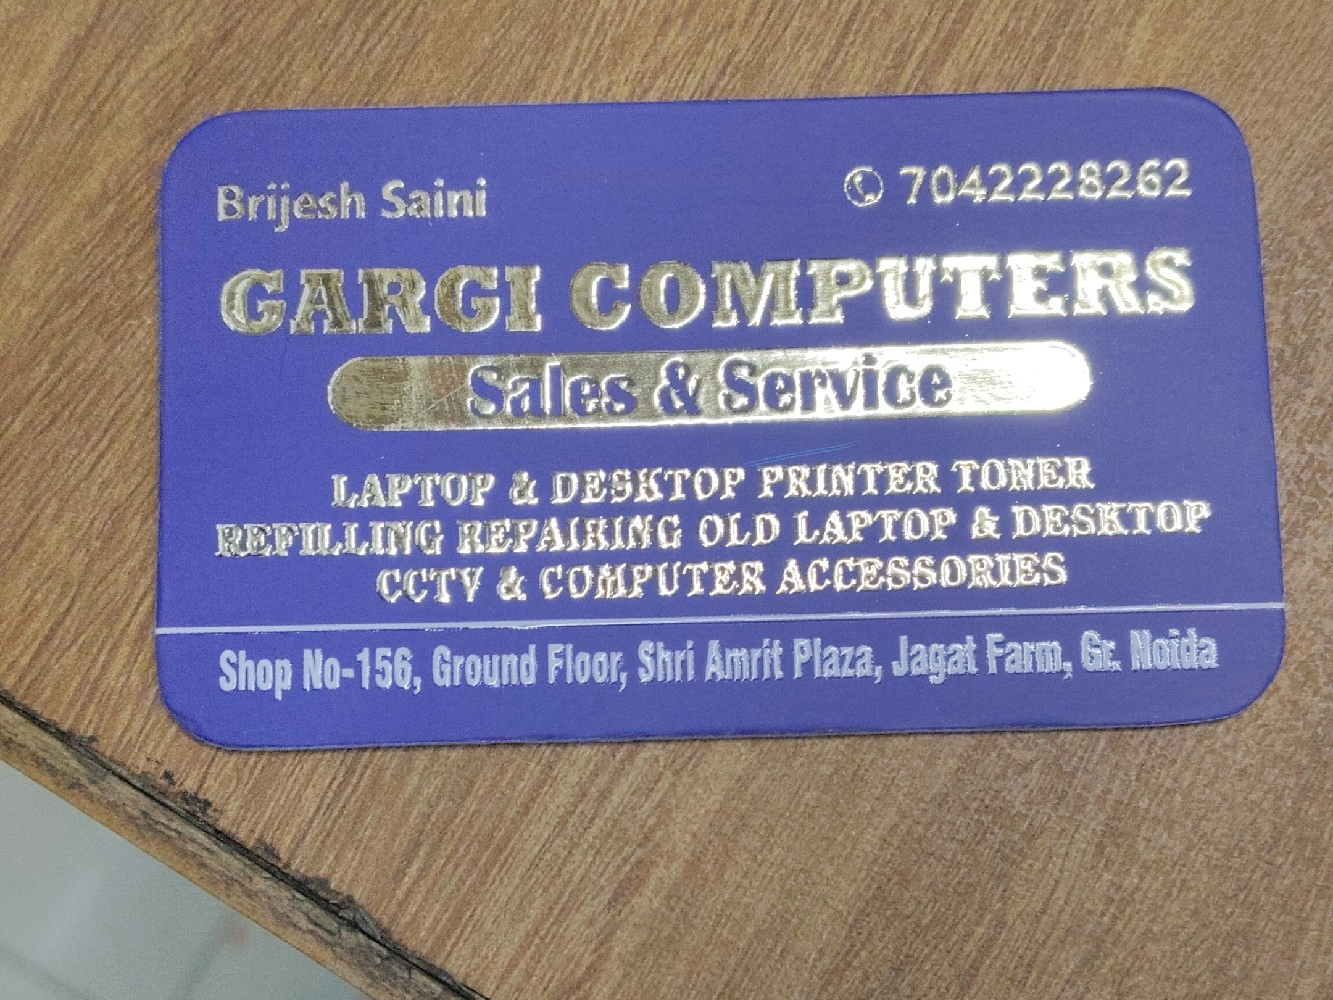 Brijesh Saini 7042228262
GARGI COMPUTERS
Sales & Service
LAPTOP & DESKTOP PRINTER TONER
REFILLING REPAIRING OLD LAPTOP & DESKTOP
CCTV & COMPUTER ACCESSORIES
Shop No-156, Ground Floor, Shri Amrit Plaza, Jagat Farm, Gr. Noida